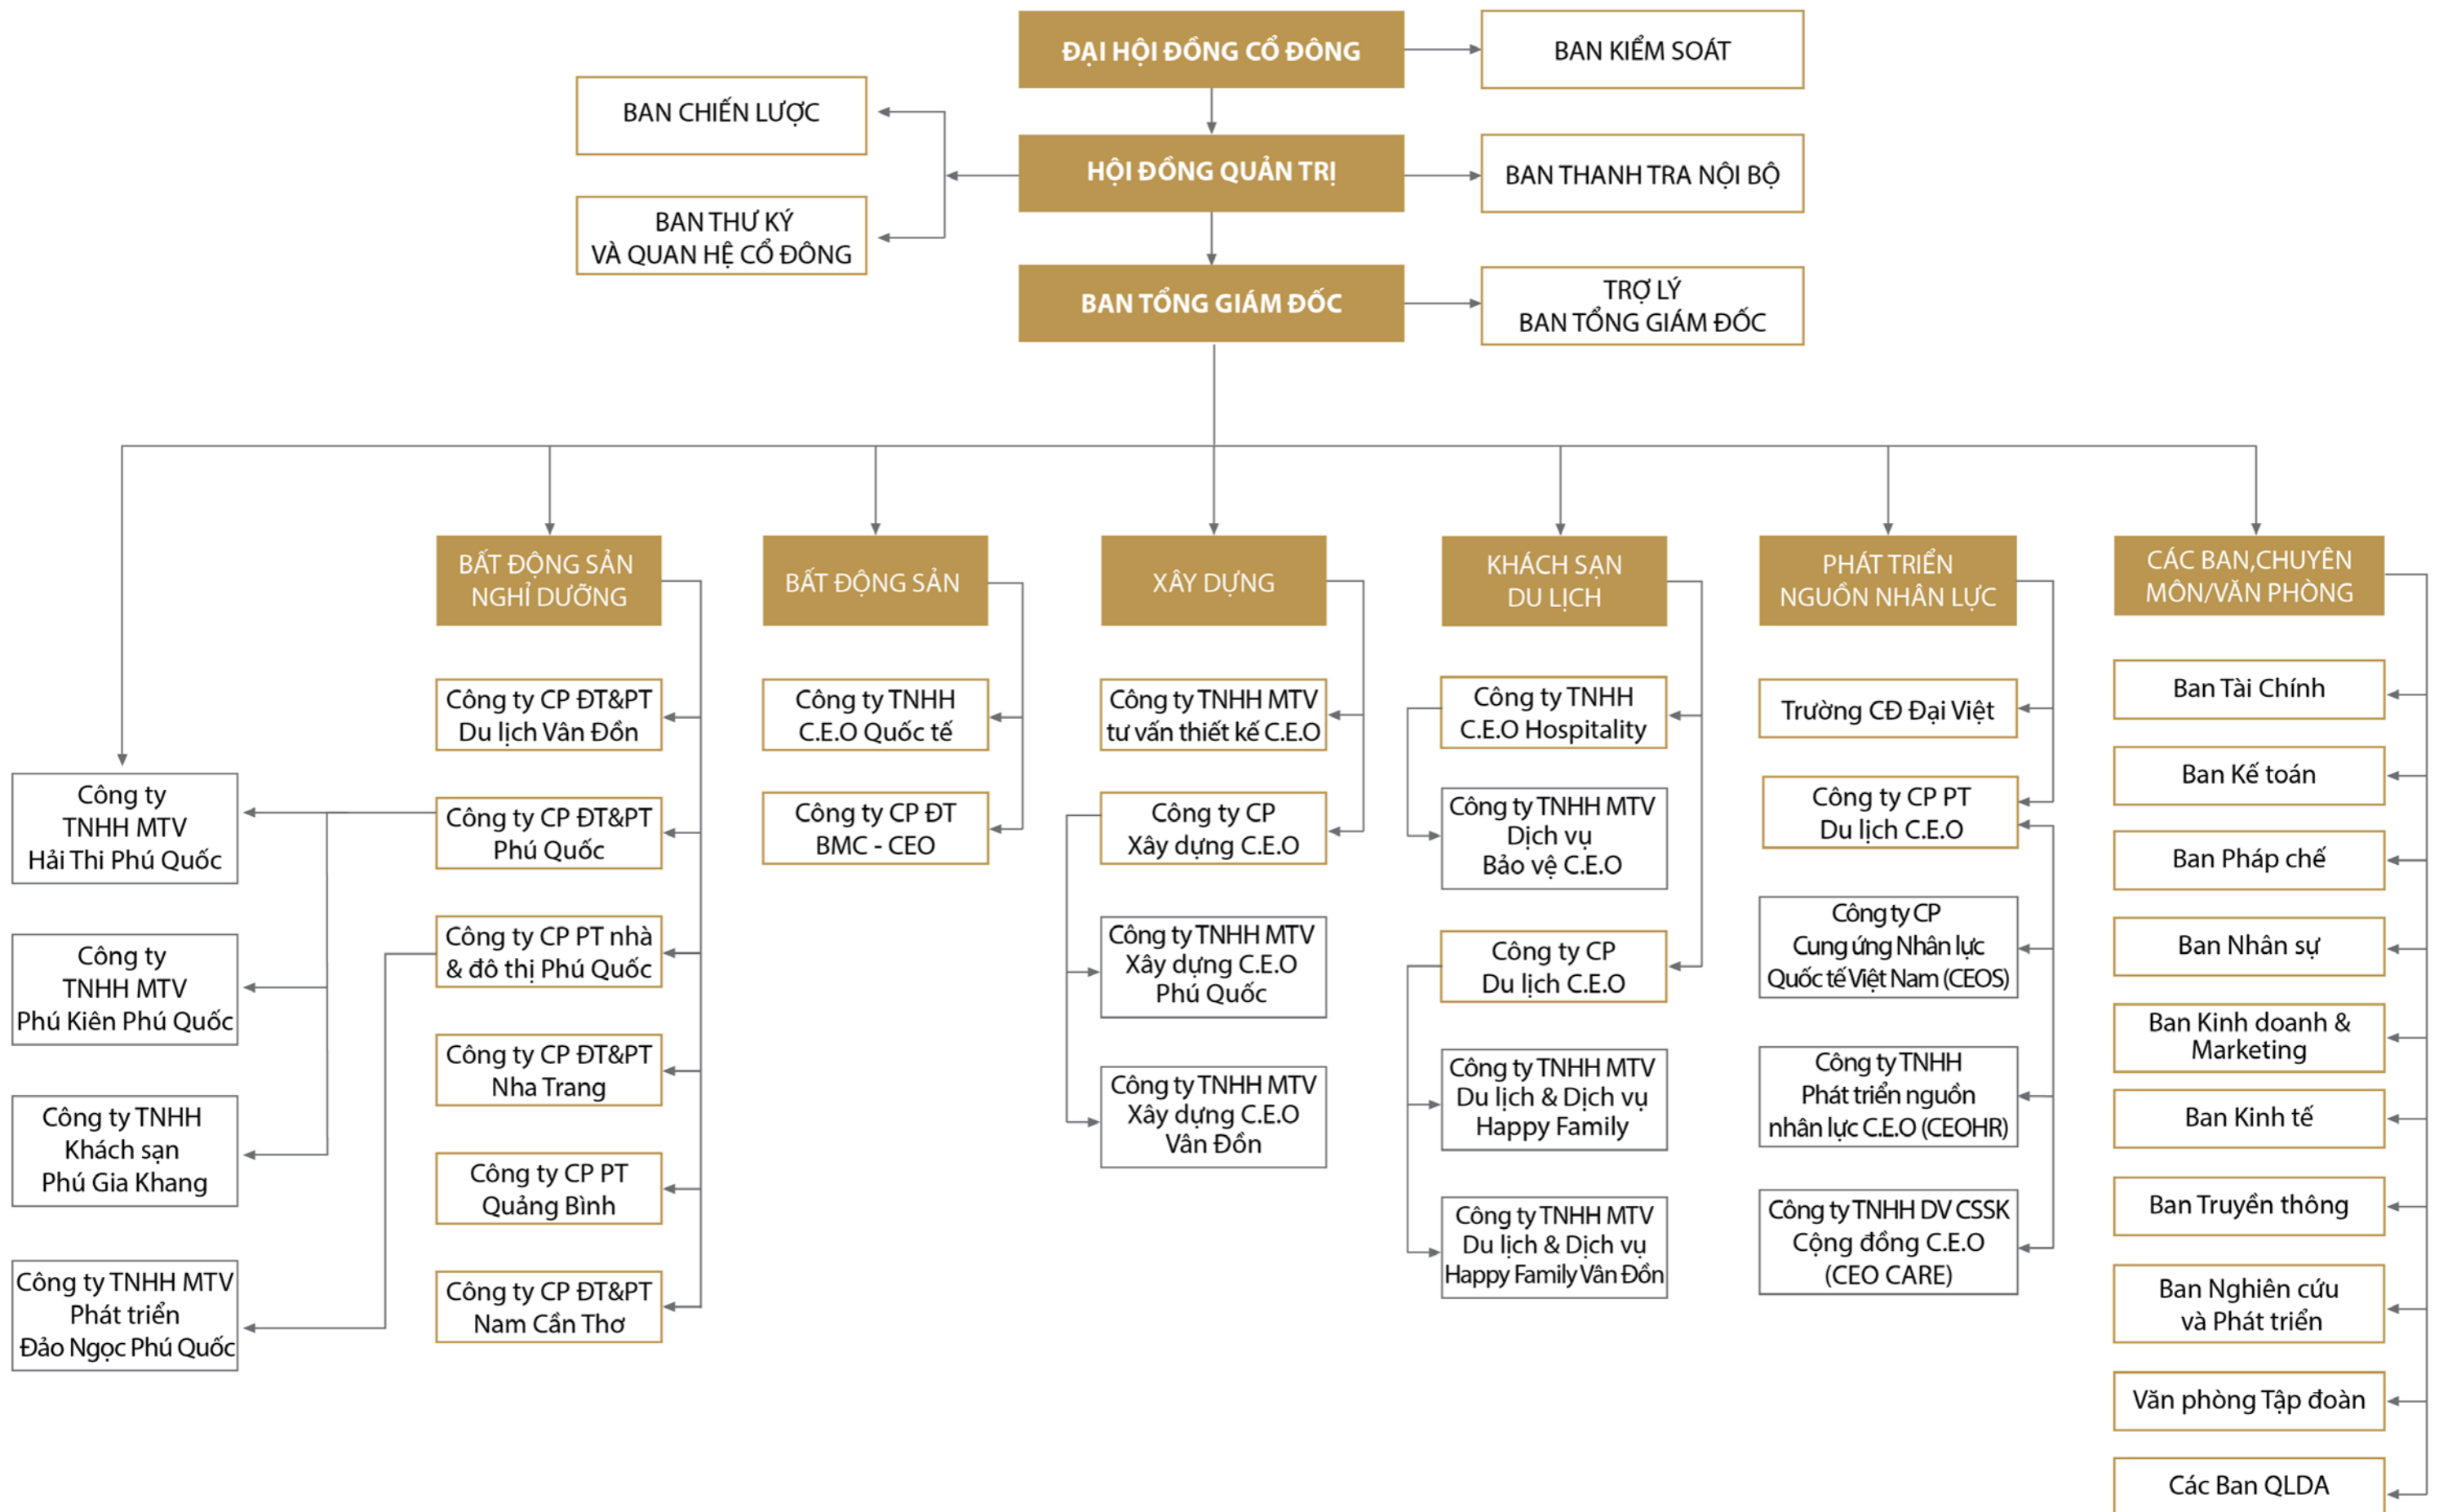 ĐẠI HỘI ĐỒNG CỔ ĐÔNG
BAN KIỂM SOÁT
BAN CHIẾN LƯỢC
HỘI ĐỒNG QUẢN TRỊ
BAN THANH TRA NỘI BỘ
BAN THƯ KÝ
VÀ QUAN HỆ CỔ ĐÔNG
BAN TỔNG GIÁM ĐỐC
TRỢ LÝ
BAN TỔNG GIÁM ĐỐC
Công ty
TNHH MTV
Hải Thi Phú Quốc
Công ty
TNHH MTV
Phú Kiên Phú Quốc
Công ty TNHH
Khách sạn
Phú Gia Khang
Công ty TNHH MTV
Phát triển
Đảo Ngọc Phú Quốc
BẤT ĐỘNG SẢN
NGHỈ DƯỠNG
Công ty CP ĐT&PT
Du lịch Vân Đồn
Công ty CP ĐT&PT
Phú Quốc
Công ty CP PT nhà
& đô thị Phú Quốc
Công ty CP ĐT&PT
Nha Trang
Công ty CP PT
Quảng Bình
Công ty CP ĐT&PT
Nam Cần Thơ
BẤT ĐỘNG SẢN
Công ty TNHH
C.E.O Quốc tế
Công ty CP ĐT
BMC - CEO
XÂY DỰNG
Công ty TNHH MTV
tư vấn thiết kế C.E.O
Công ty CP
Xây dựng C.E.O
Công ty TNHH MTV
Xây dựng C.E.O
Phú Quốc
Công ty TNHH MTV
Xây dựng C.E.O
Vân Đồn
KHÁCH SẠN
DU LỊCH
Công ty TNHH
C.E.O Hospitality
Công ty TNHH MTV
Dịch vụ
Bảo vệ C.E.O
Công ty CP
Du lịch C.E.O
Công ty TNHH MTV
Du lịch & Dịch vụ
Happy Family
Công ty TNHH MTV
Du lịch & Dịch vụ
Happy Family Vân Đồn
PHÁT TRIỂN
NGUỒN NHÂN LỰC
Trường CĐ Đại Việt
Công ty CP PT
Du lịch C.E.O
Công ty CP
Cung ứng Nhân lực
Quốc tế Việt Nam (CEOS)
Công ty TNHH
Phát triển nguồn
nhân lực C.E.O (CEOHR)
Công ty TNHH DV CSSK
Cộng đồng C.E.O
(CEO CARE)
CÁC BAN,CHUYÊN
MÔN/VĂN PHÒNG
Ban Tài Chính
Ban Kế toán
Ban Pháp chế
Ban Nhân sự
Ban Kinh doanh &
Marketing
Ban Kinh tế
Ban Truyền thông
Ban Nghiên cứu
và Phát triển
Văn phòng Tập đoàn
Các Ban QLDA